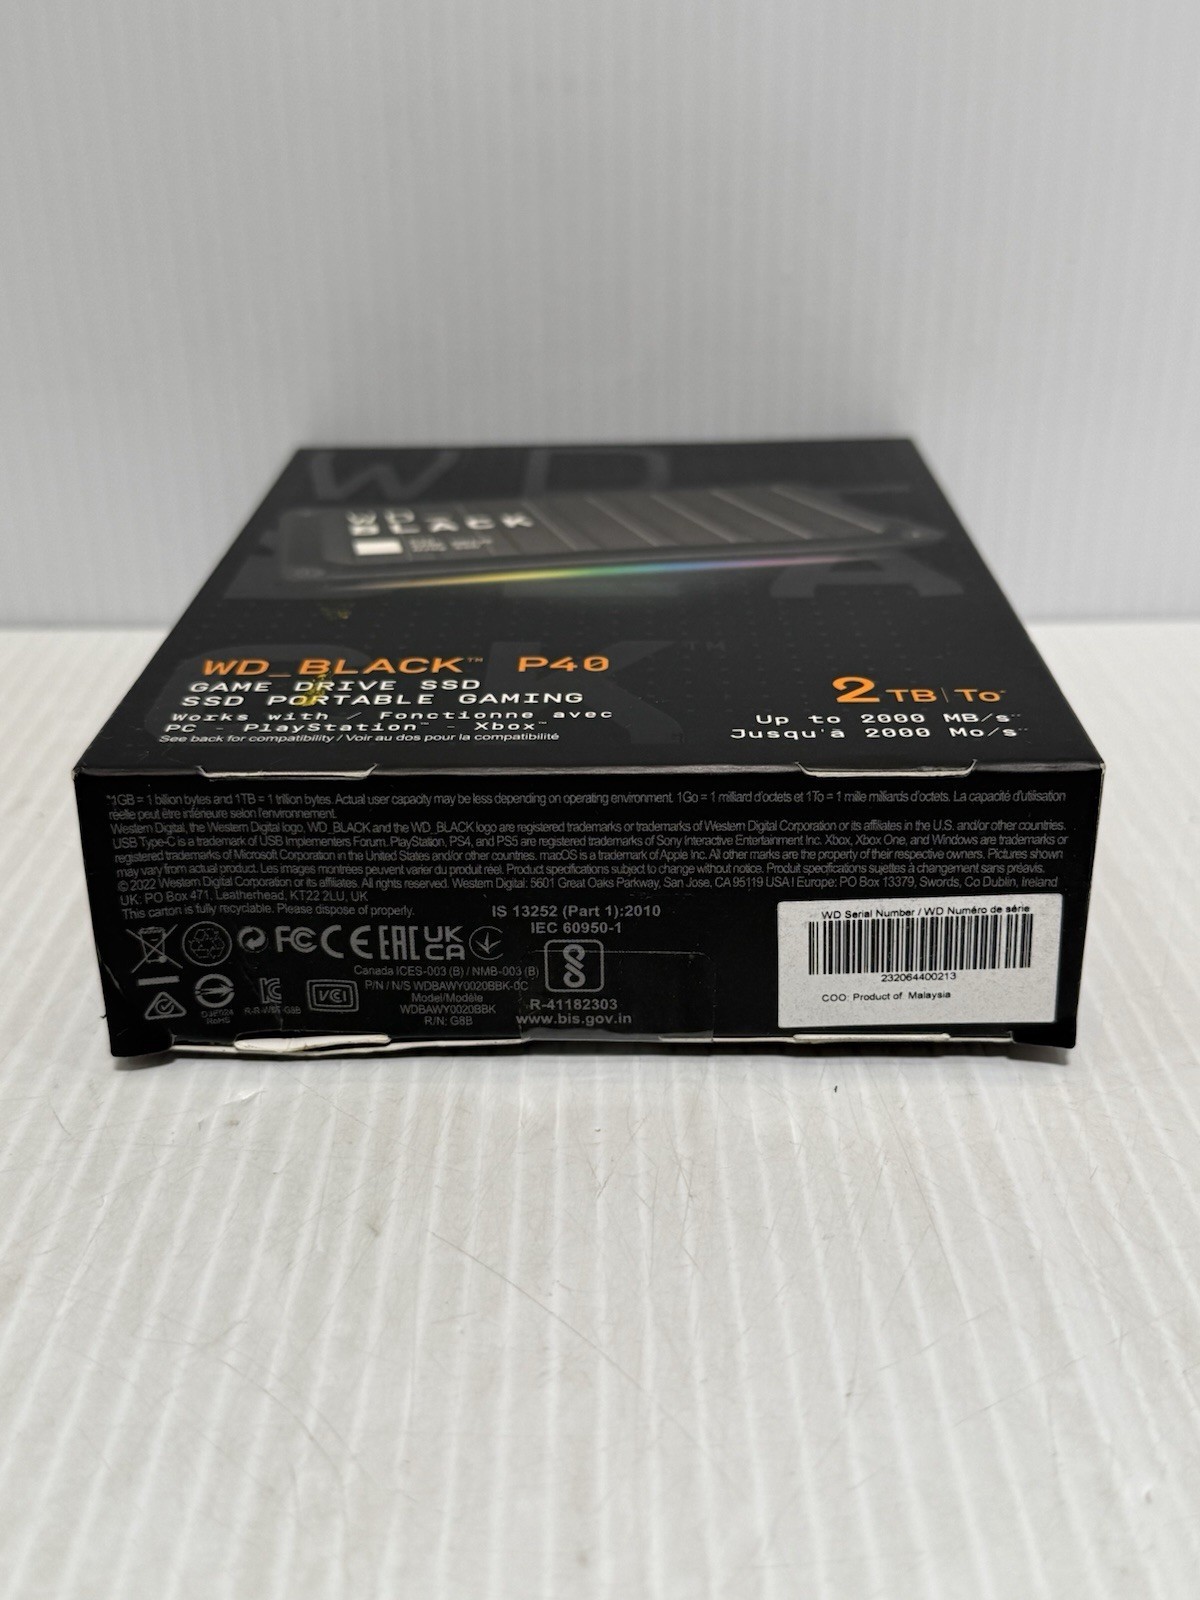 WD
WD_BLACK
WD_BLACK™ P40
GAME DRIVE SSD
SSD PORTABLE GAMING
Works with / Fonctionne avec
PC - PlayStation™ - Xbox™
See back for compatibility / Voir au dos pour la compatibilité
2 TB | To*
Up to 2000 MB/s**
Jusqu'à 2000 Mo/s**
*1GB = 1 billion bytes and 1TB = 1 trillion bytes. Actual user capacity may be less depending on operating environment. 1Go = 1 milliard d'octets et 1To = 1 mille milliards d'octets. La capacité d'utilisation
réelle peut être inférieure selon l'environnement.
Western Digital, the Western Digital logo, WD_BLACK and the WD_BLACK logo are registered trademarks or trademarks of Western Digital Corporation or its affiliates in the U.S. and/or other countries.
USB Type-C is a trademark of USB Implementers Forum. PlayStation, PS4, and PS5 are registered trademarks of Sony Interactive Entertainment Inc. Xbox, Xbox One, and Windows are trademarks or
registered trademarks of Microsoft Corporation in the United States and/or other countries. macOS is a trademark of Apple Inc. All other marks are the property of their respective owners. Pictures shown
may vary from actual product. Les images montrées peuvent varier du produit réel. Product specifications subject to change without notice. Produit spécifications sujettes à changement sans préavis.
© 2022 Western Digital Corporation or its affiliates. All rights reserved. Western Digital: 5601 Great Oaks Parkway, San Jose, CA 95119 USA I Europe: PO Box 13379, Swords, Co Dublin, Ireland
UK: PO Box 471, Leatherhead, KT22 2LU, UK
This carton is fully recyclable. Please dispose of properly.
IS 13252 (Part 1):2010
IEC 60950-1
FC CE EAC UK CA
Canada ICES-003 (B) / NMB-003 (B)
P/N / N/S WDBAWY0020BBK-0C
Model/Modèle
WDBAWY0020BBK
R/N: G8B
RoHS
VCI
R-41182303
www.bis.gov.in
WD Serial Number / WD Numéro de série
232064400213
COO: Product of Malaysia